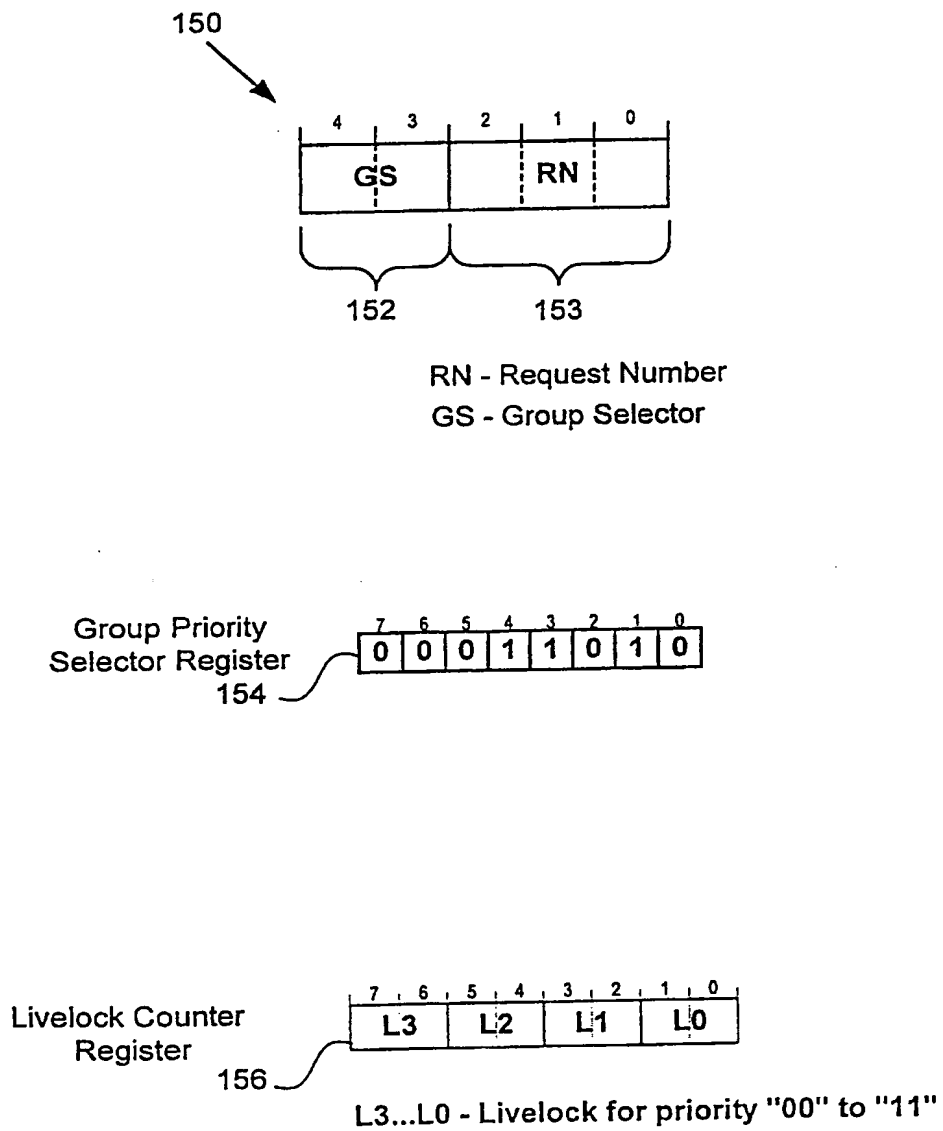 150
4 3 2 1 0
GS RN
152 153
RN - Request Number
GS - Group Selector
Group Priority
Selector Register
154
7 6 5 4 3 2 1 0
0 0 0 1 1 0 1 0
Livelock Counter
Register
156
7 6 5 4 3 2 1 0
L3 L2 L1 L0
L3...L0 - Livelock for priority "00" to "11"